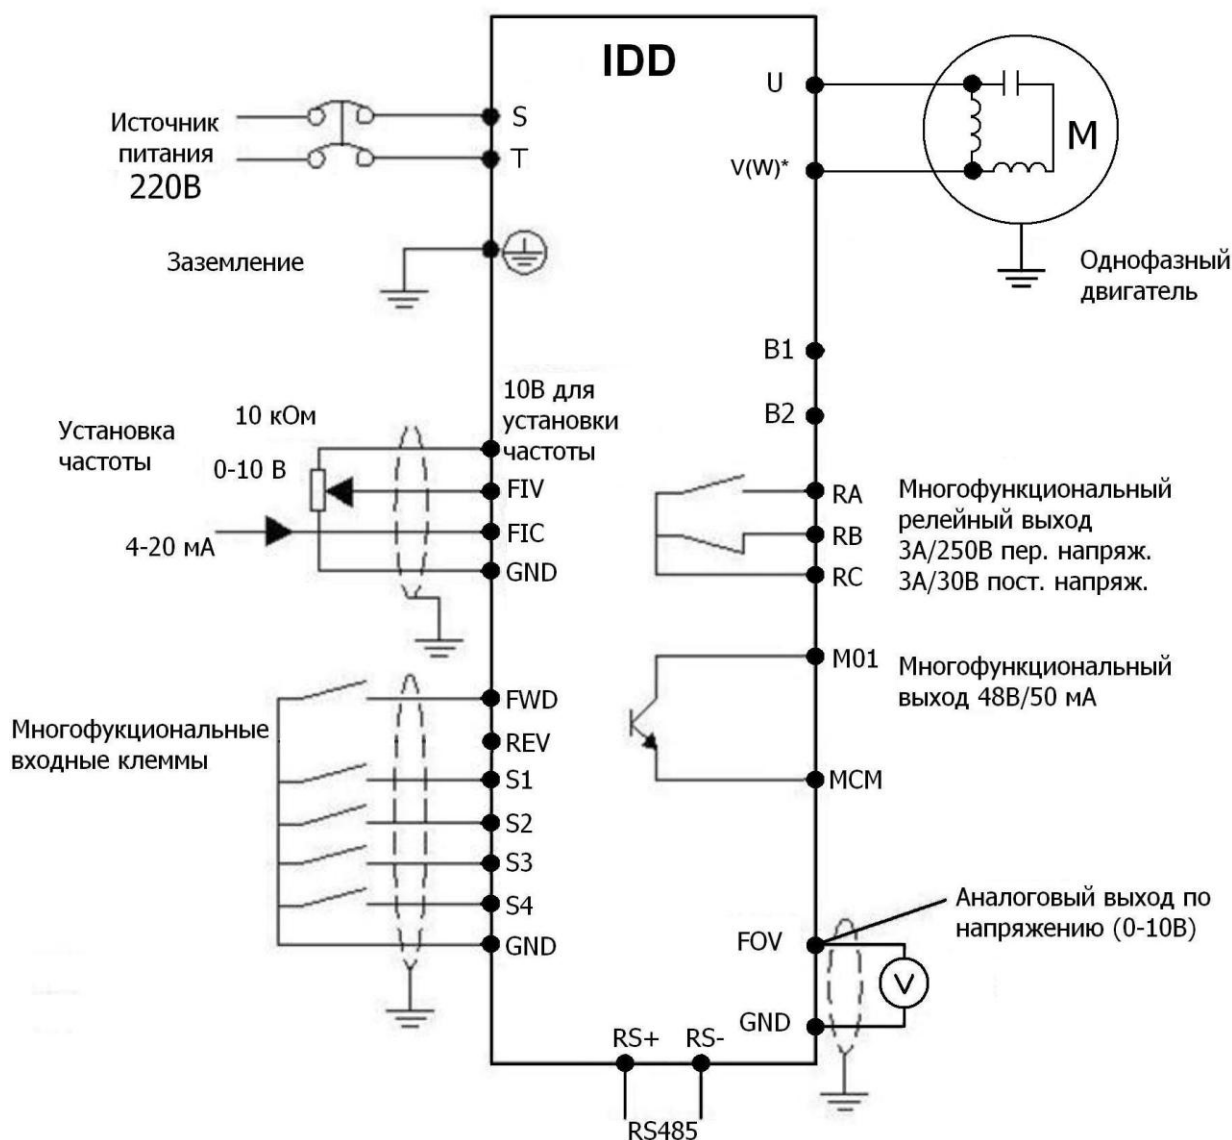 IDD
Источник
питания
220В
S
T
Заземление
U
V(W)*
M
Однофазный
двигатель
B1
B2
10В для
установки
частоты
10 кОм
Установка
частоты
0-10 В
4-20 мА
FIV
FIC
GND
RA
RB
RC
Многофункциональный
релейный выход
3А/250В пер. напряж.
3А/30В пост. напряж.
M01
MCM
Многофункциональный
выход 48В/50 мА
Многофукциональные
входные клеммы
FWD
REV
S1
S2
S3
S4
GND
FOV
GND
Аналоговый выход по
напряжению (0-10В)
V
RS+ RS-
RS485